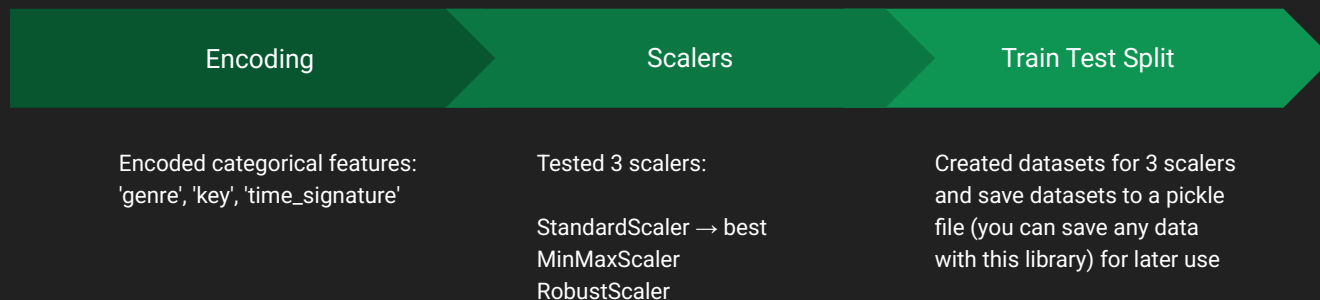 Encoding
Scalers
Train Test Split
Encoded categorical features:
'genre', 'key', 'time_signature'
Tested 3 scalers:
StandardScaler → best
MinMaxScaler
RobustScaler
Created datasets for 3 scalers
and save datasets to a pickle
file (you can save any data
with this library) for later use